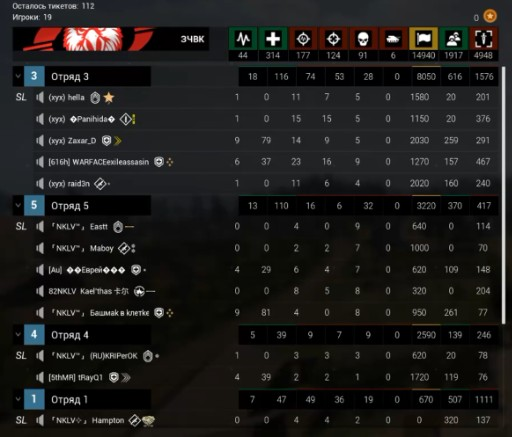 Осталось тикетов: 112
Игроки: 19
0
ЗЧВК
44 314 177 124 91 6 14940 1917 4948
3 Отряд 3 18 116 74 53 28 0 8050 616 1576
SL (xyx) hella 1 0 11 7 5 4 1580 20 201
(xyx) �Panihida� 1 0 15 15 5 0 1150 20 376
(xyx) Zaxar_D 9 79 14 9 5 0 2030 259 291
[616h] WARFACEexileassasin 6 37 23 16 9 0 1270 157 467
(xyx) raid3n 1 0 11 6 4 0 2020 160 240
5 Отряд 5 13 110 16 6 32 0 3220 370 417
SL 『NKLV™』 Eastt 0 0 4 0 9 0 640 0 114
『NKLV™』 Maboy 0 0 2 2 7 0 1000 0 70
[Au] ��Еврей��� 4 29 6 4 7 0 620 109 148
82NKLV Kael'thas 卡尔 0 0 8 5 8 0 320 0 204
『NKLV™』 Башмак в клетке 9 81 4 0 8 0 950 261 77
4 Отряд 4 5 39 9 7 9 0 2590 139 246
SL 『NKLV™』 (RU)KRIPerOK 1 0 3 3 3 0 620 20 78
[5thMR] tRayQ1 4 39 2 2 1 0 1720 119 76
1 Отряд 1 7 47 49 36 19 0 670 507 1111
SL 『NKLV✧』 Hampton 1 0 4 4 2 0 0 320 137